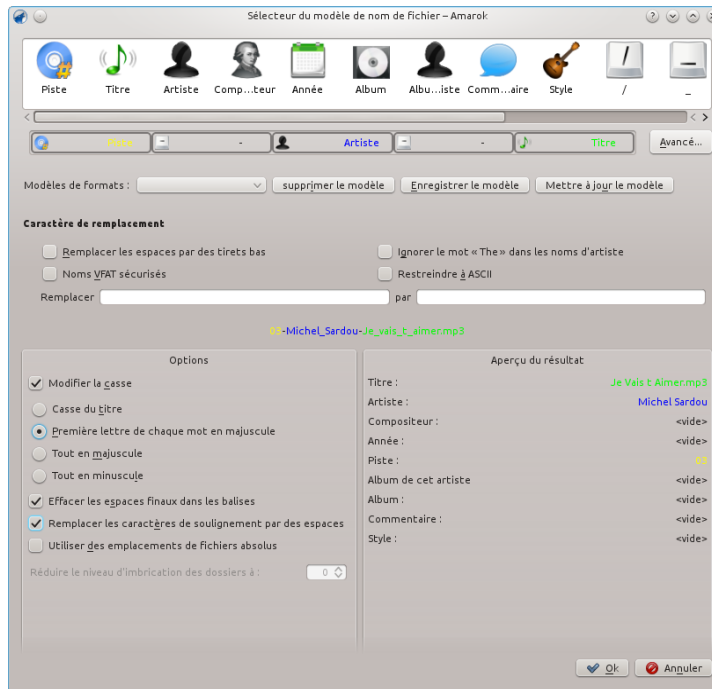 Sélecteur du modèle de nom de fichier – Amarok
Piste Titre Artiste Comp...teur Année Album Albu...iste Comm...aire Style / _
Piste - Artiste - Titre Avancé...
Modèles de formats : supprimer le modèle Enregistrer le modèle Mettre à jour le modèle
Caractère de remplacement
Remplacer les espaces par des tirets bas Ignorer le mot « The » dans les noms d'artiste
Noms VFAT sécurisés Restreindre à ASCII
Remplacer par
03-Michel_Sardou-Je_vais_t_aimer.mp3
Options
Modifier la casse
Casse du titre
Première lettre de chaque mot en majuscule
Tout en majuscule
Tout en minuscule
Effacer les espaces finaux dans les balises
Remplacer les caractères de soulignement par des espaces
Utiliser des emplacements de fichiers absolus
Réduire le niveau d'imbrication des dossiers à : 0
Aperçu du résultat
Titre : Je Vais t Aimer.mp3
Artiste : Michel Sardou
Compositeur : <vide>
Année : <vide>
Piste : 03
Album de cet artiste <vide>
Album : <vide>
Commentaire : <vide>
Style : <vide>
Ok Annuler